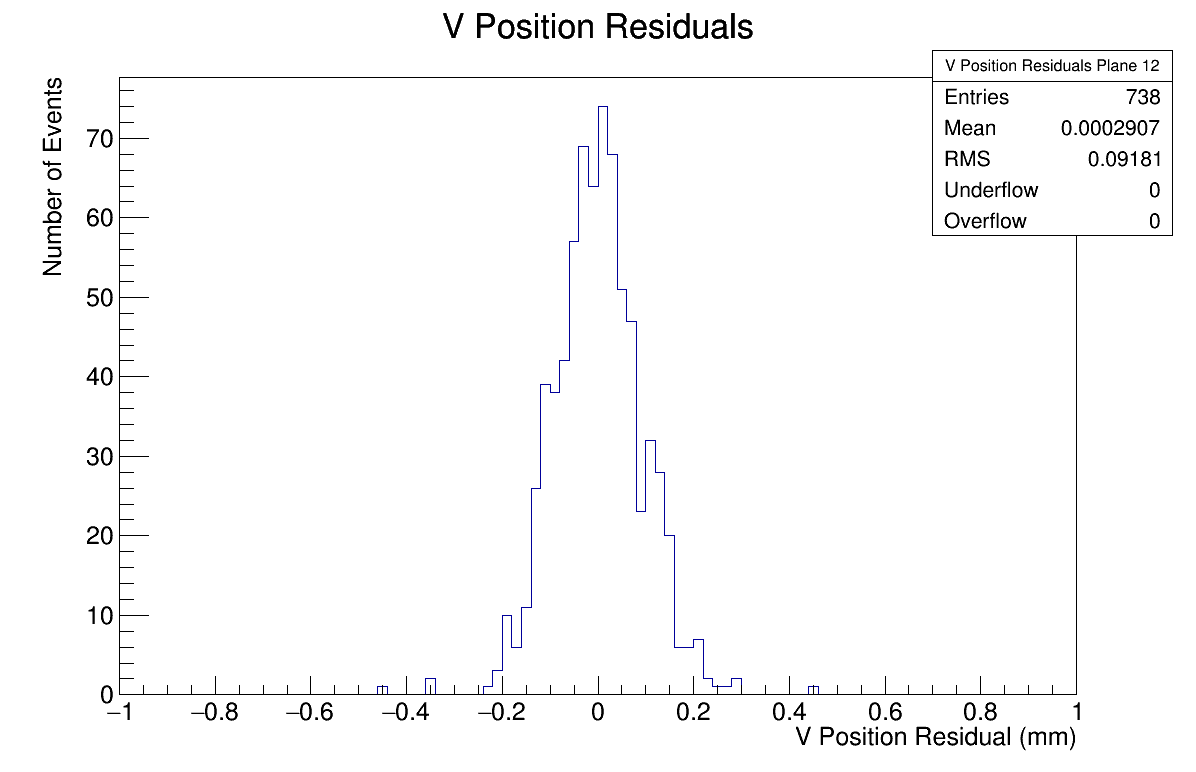 V Position Residuals
V Position Residuals Plane 12
Entries 738
Mean 0.0002907
RMS 0.09181
Underflow 0
Overflow 0
Number of Events
70
60
50
40
30
20
10
0
−1 −0.8 −0.6 −0.4 −0.2 0 0.2 0.4 0.6 0.8 1
V Position Residual (mm)